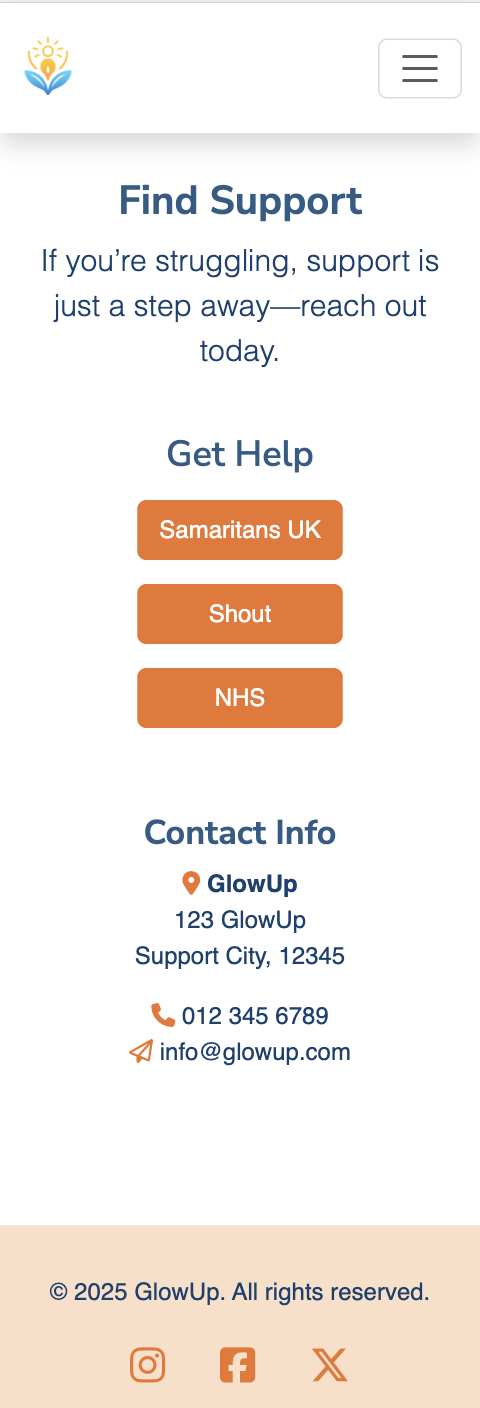 Find Support
If you’re struggling, support is
just a step away—reach out
today.
Get Help
Samaritans UK
Shout
NHS
Contact Info
GlowUp
123 GlowUp
Support City, 12345
012 345 6789
info@glowup.com
© 2025 GlowUp. All rights reserved.